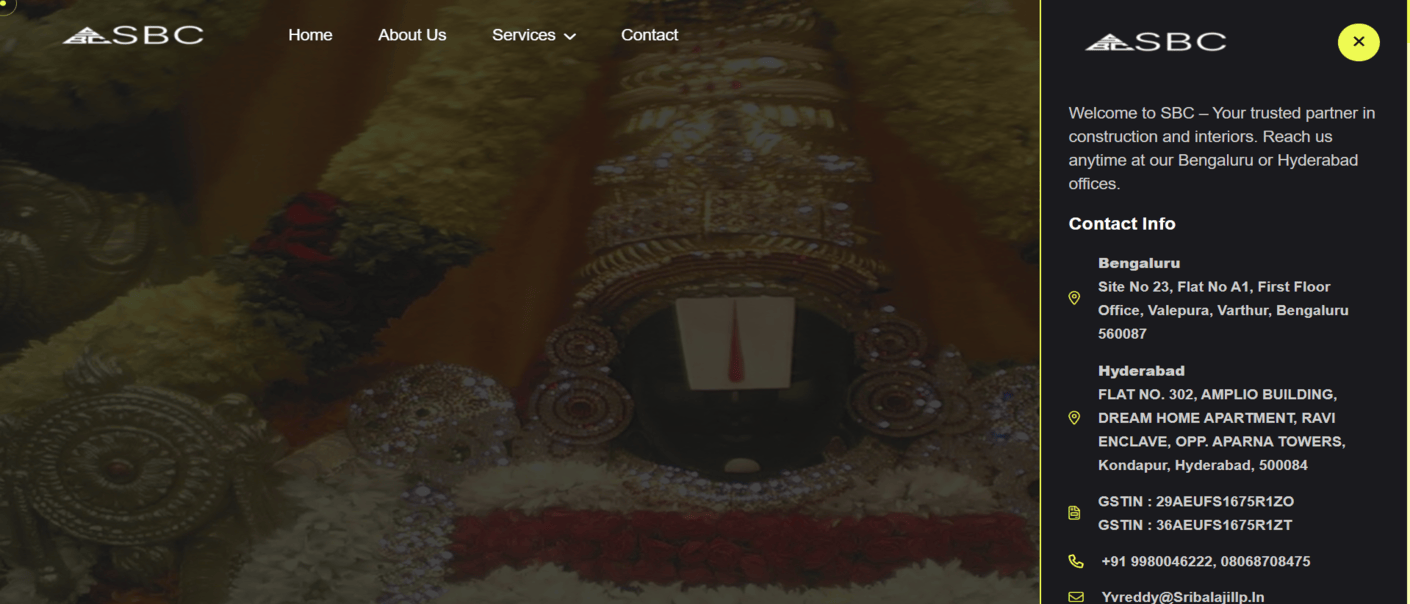 SBC
Home About Us Services Contact
SBC
Welcome to SBC – Your trusted partner in
construction and interiors. Reach us
anytime at our Bengaluru or Hyderabad
offices.
Contact Info
Bengaluru
Site No 23, Flat No A1, First Floor
Office, Valepura, Varthur, Bengaluru
560087
Hyderabad
FLAT NO. 302, AMPLIO BUILDING,
DREAM HOME APARTMENT, RAVI
ENCLAVE, OPP. APARNA TOWERS,
Kondapur, Hyderabad, 500084
GSTIN : 29AEUFS1675R1ZO
GSTIN : 36AEUFS1675R1ZT
+91 9980046222, 08068708475
Yvreddy@Sribalajillp.In